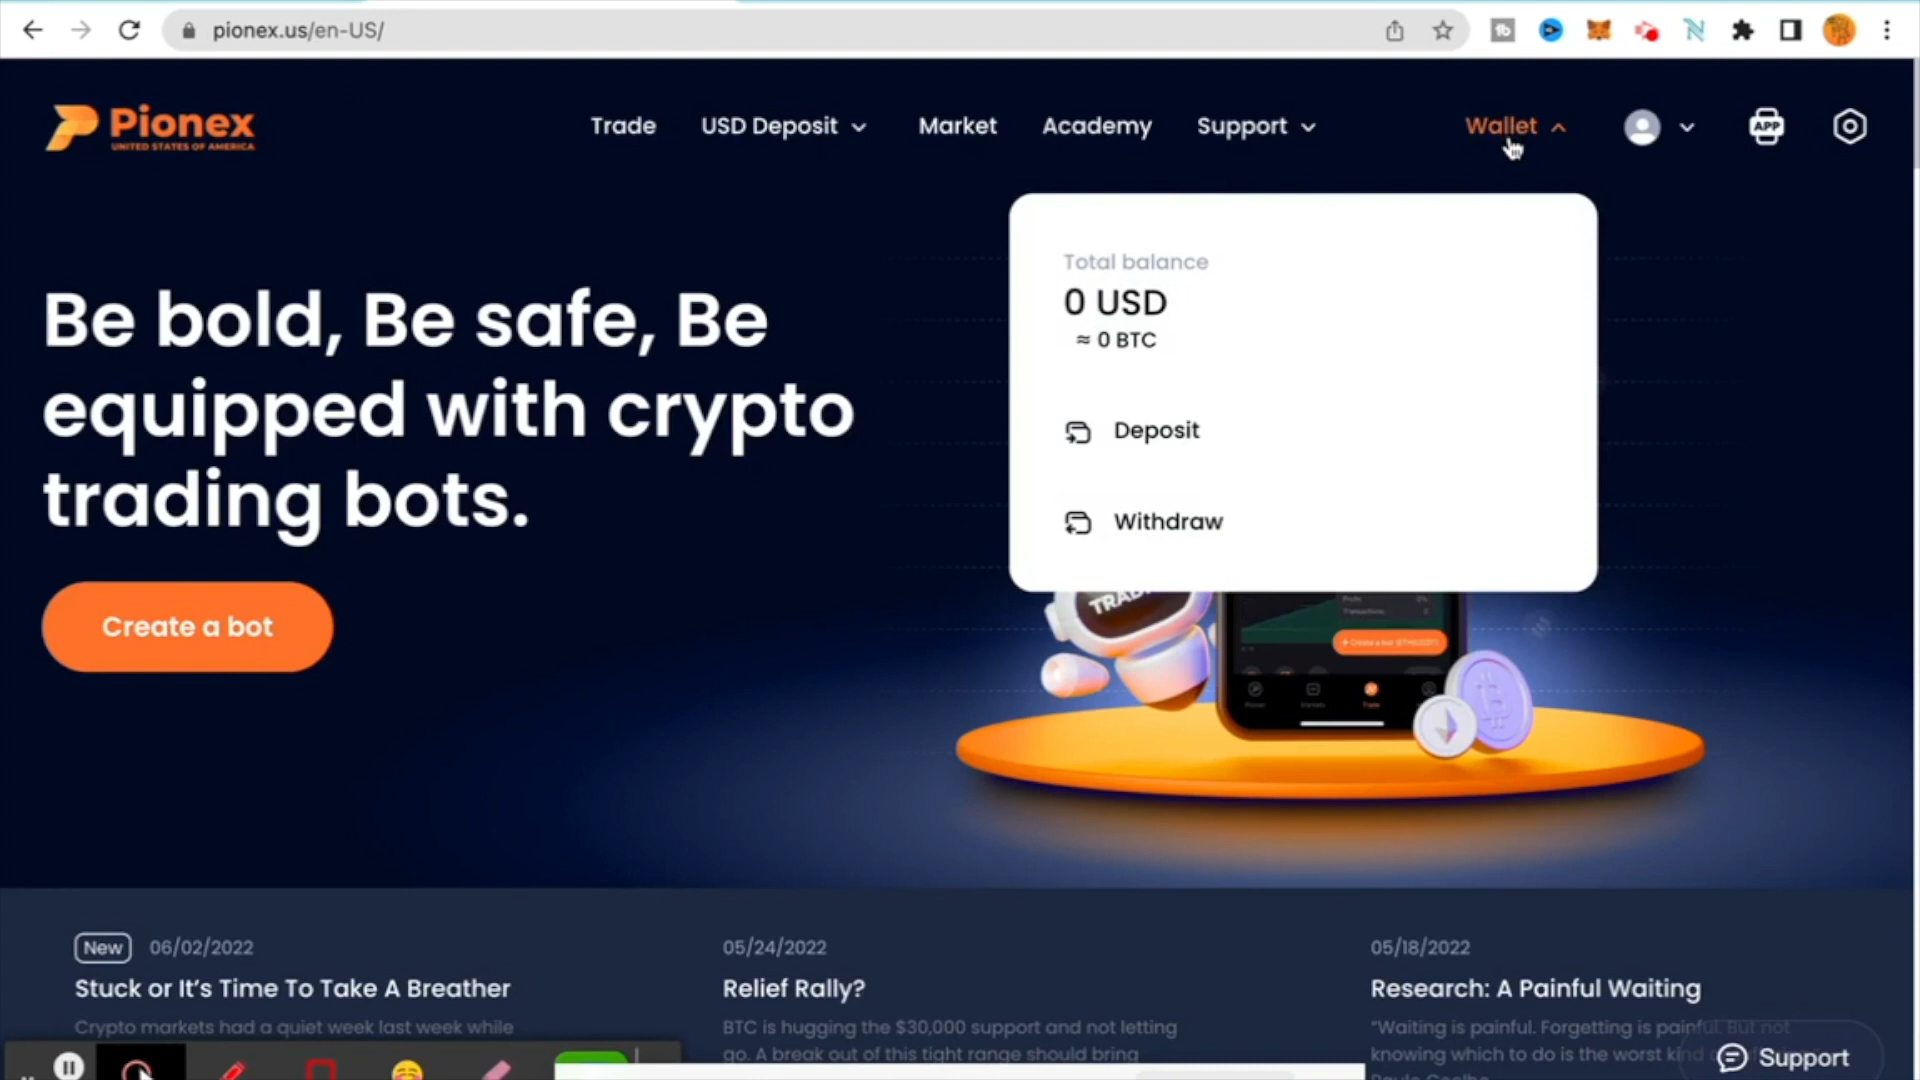 pionex.us/en-US/
Pionex
UNITED STATES OF AMERICA
Trade
USD Deposit
Market
Academy
Support
Wallet
APP
Total balance
0 USD
≈ 0 BTC
Deposit
Withdraw
Be bold, Be safe, Be
equipped with crypto
trading bots.
Create a bot
New
06/02/2022
Stuck or It's Time To Take A Breather
Crypto markets had a quiet week last week while
05/24/2022
Relief Rally?
BTC is hugging the $30,000 support and not letting
go. A break out of this tight range should bring
05/18/2022
Research: A Painful Waiting
"Waiting is painful. Forgetting is painful. But not
knowing which to do is the worst kind
Support